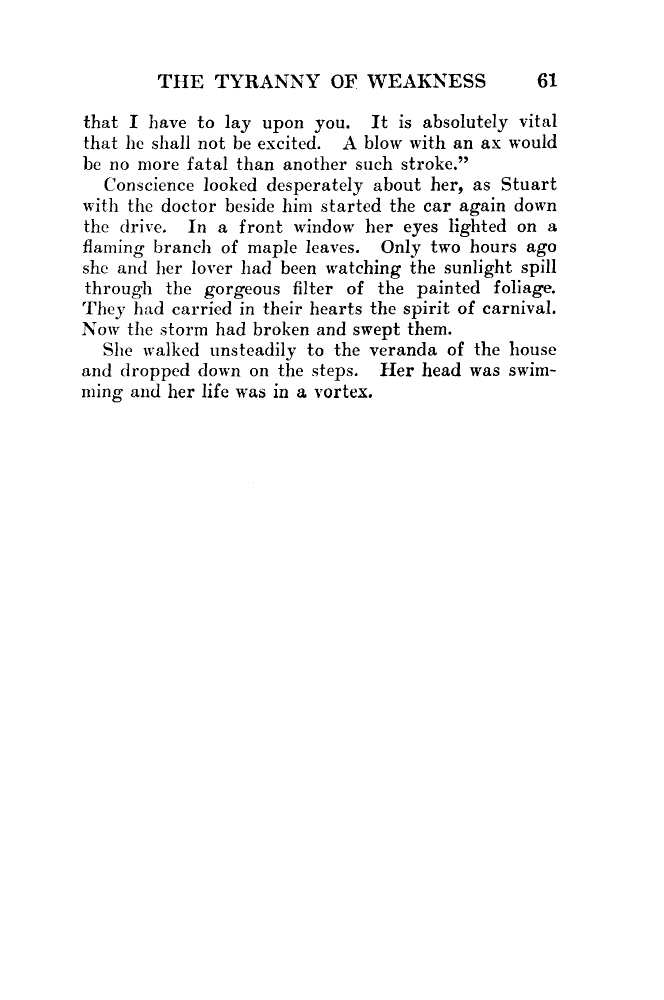 THE TYRANNY OF WEAKNESS 61
that I have to lay upon you. It is absolutely vital
that he shall not be excited. A blow with an ax would
be no more fatal than another such stroke.”
Conscience looked desperately about her, as Stuart
with the doctor beside him started the car again down
the drive. In a front window her eyes lighted on a
flaming branch of maple leaves. Only two hours ago
she and her lover had been watching the sunlight spill
through the gorgeous filter of the painted foliage.
They had carried in their hearts the spirit of carnival.
Now the storm had broken and swept them.
She walked unsteadily to the veranda of the house
and dropped down on the steps. Her head was swim-
ming and her life was in a vortex.